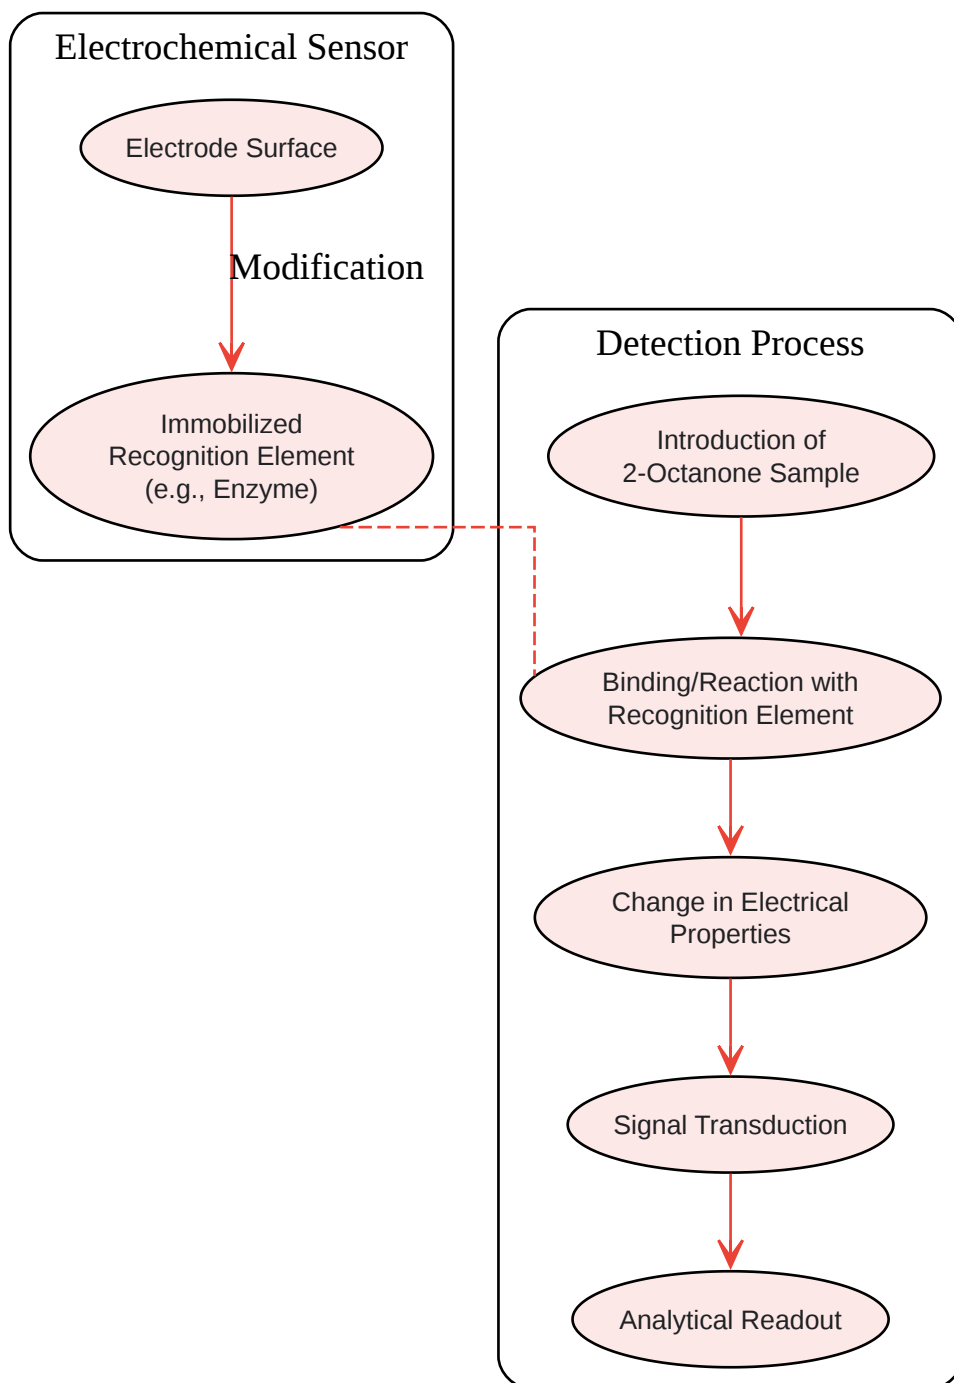 Electrochemical Sensor
Electrode Surface
Modification
Immobilized
Recognition Element
(e.g., Enzyme)
Detection Process
Introduction of
2-Octanone Sample
Binding/Reaction with
Recognition Element
Change in Electrical
Properties
Signal Transduction
Analytical Readout